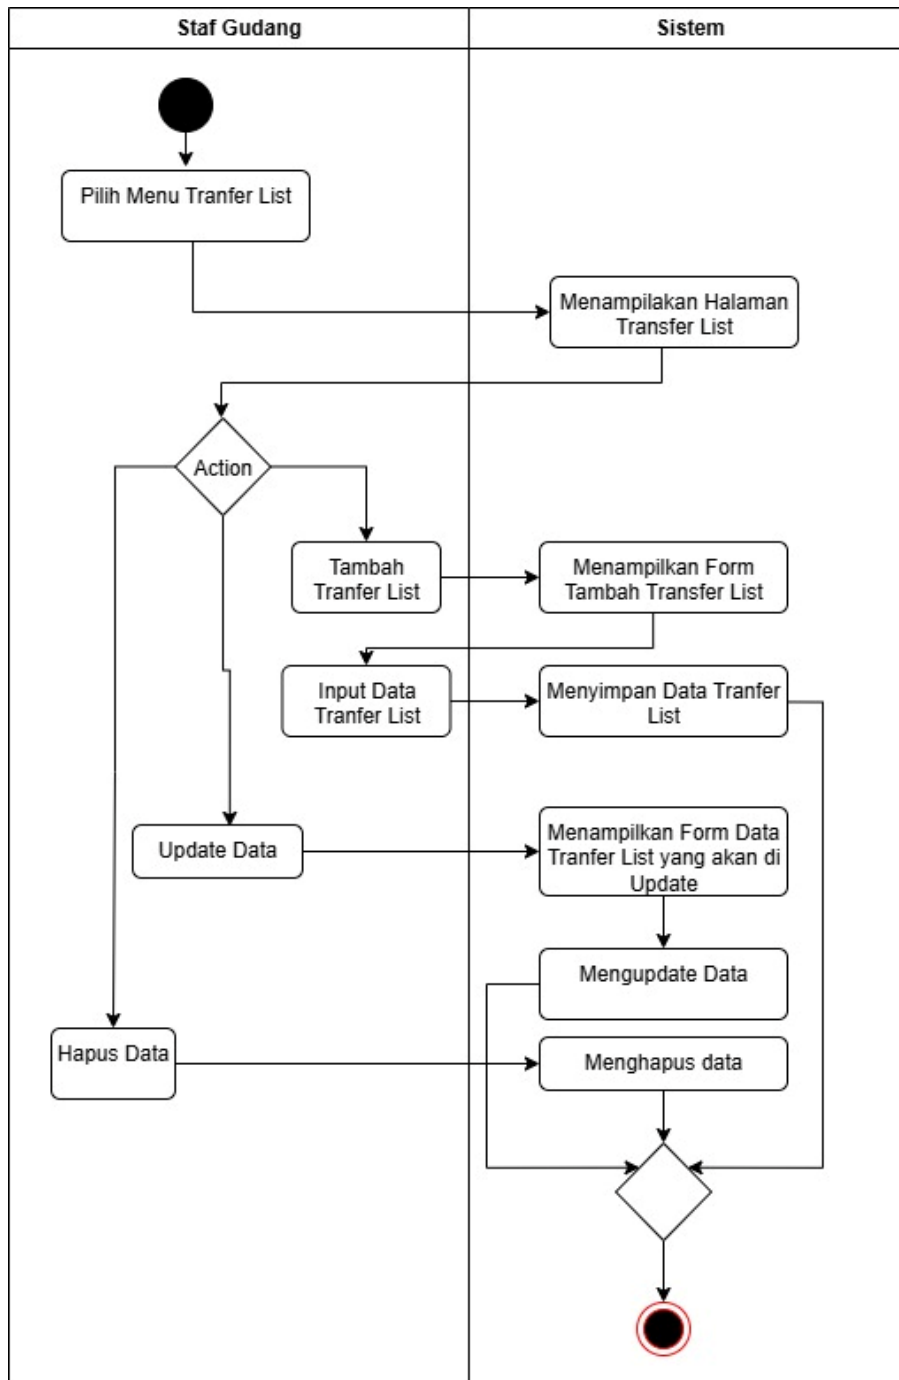 Staf Gudang
Sistem
Pilih Menu Tranfer List
Menampilakan Halaman
Transfer List
Action
Tambah
Tranfer List
Menampilkan Form
Tambah Transfer List
Input Data
Tranfer List
Menyimpan Data Tranfer
List
Update Data
Menampilkan Form Data
Tranfer List yang akan di
Update
Mengupdate Data
Hapus Data
Menghapus data